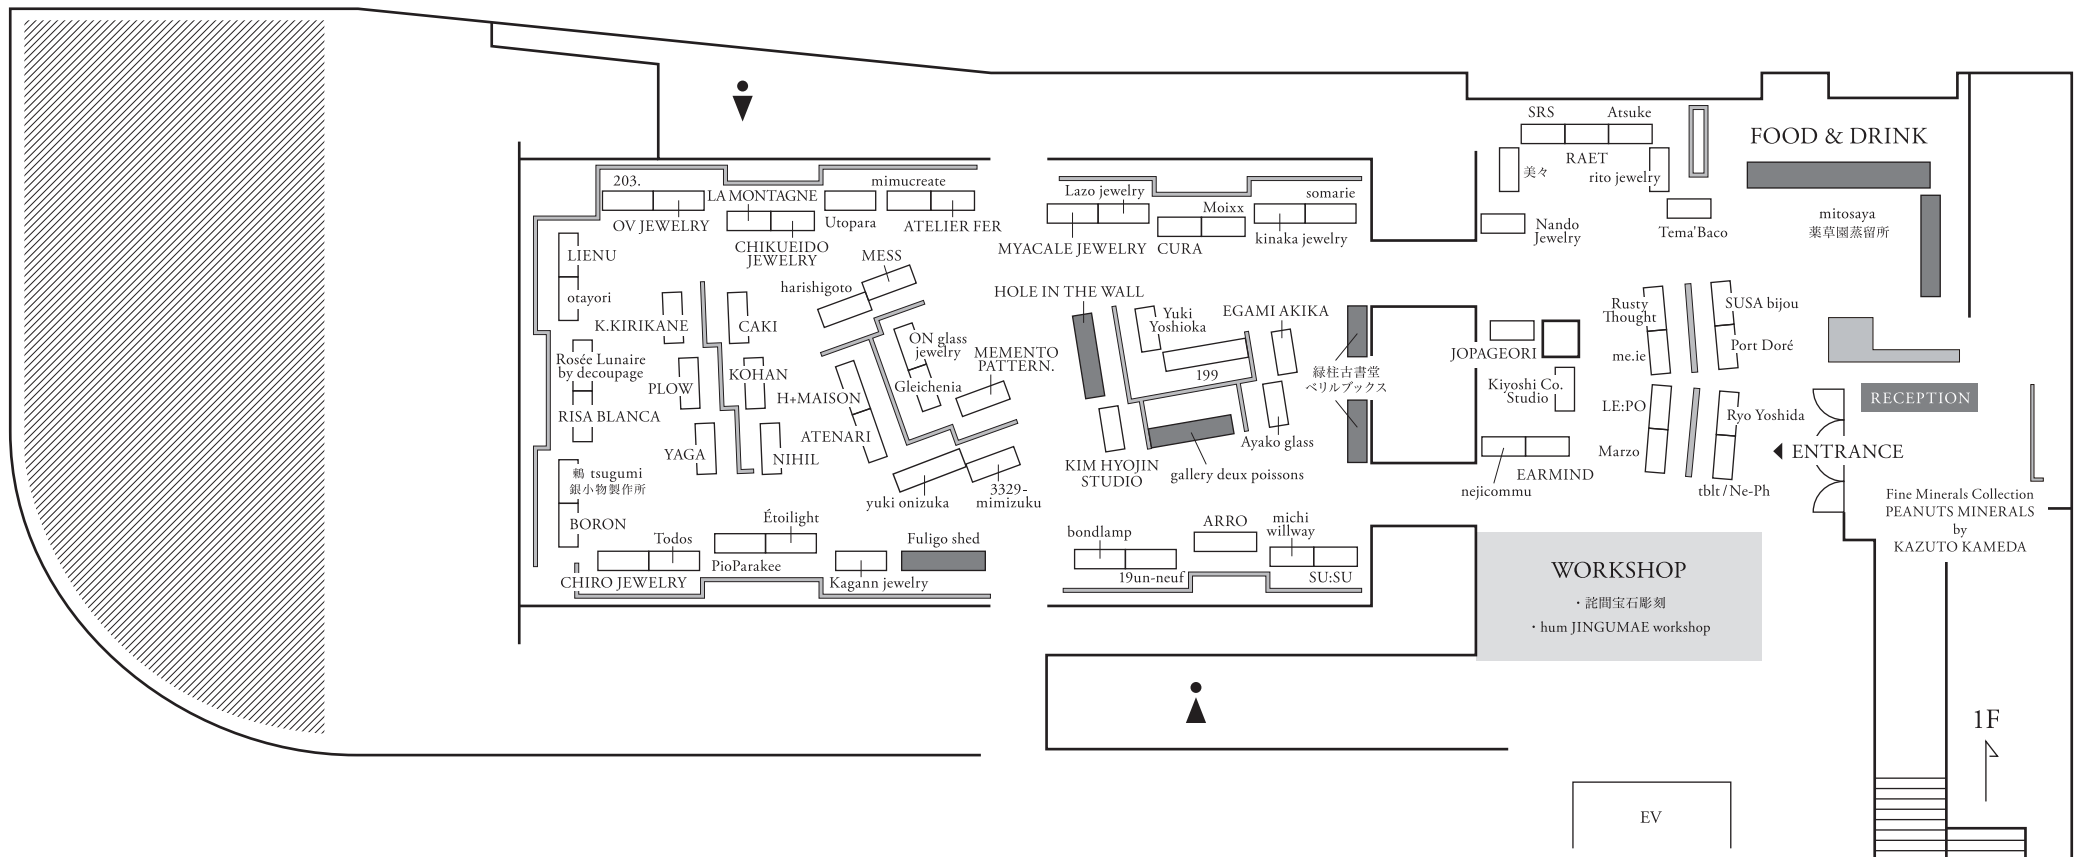 SRS
Atsuke
RAET
美々
rito jewelry
FOOD & DRINK
mitosaya
薬草園蒸留所
Nando
Jewelry
Tema'Baco
203.
OV JEWELRY
LA MONTAGNE
CHIKUEIDO
JEWELRY
Utopara
mimucreate
ATELIER FER
Lazo jewelry
MYACALE JEWELRY
CURA
Moixx
somarie
kinaka jewelry
LIENU
otayori
K.KIRIKANE
CAKI
Rosée Lunaire
by decoupage
PLOW
KOHAN
RISA BLANCA
YAGA
NIHIL
鶫 tsugumi
銀小物製作所
BORON
MESS
harishigoto
ON glass
jewelry
Gleichenia
MEMENTO
PATTERN.
H+MAISON
ATENARI
yuki onizuka
3329-
mimizuku
HOLE IN THE WALL
Yuki
Yoshioka
EGAMI AKIKA
199
緑柱古書堂
ベリルブックス
Ayako glass
KIM HYOJIN
STUDIO
gallery deux poissons
JOPAGEORI
Kiyoshi Co.
Studio
nejicommu
EARMIND
Rusty
Thought
me.ie
LE:PO
Marzo
SUSA bijou
Port Doré
Ryo Yoshida
tblt / Ne-Ph
RECEPTION
ENTRANCE
Fine Minerals Collection
PEANUTS MINERALS
by
KAZUTO KAMEDA
Todos
CHIRO JEWELRY
Étoilight
PioParakee
Kagann jewelry
Fuligo shed
bondlamp
19un-neuf
ARRO
michi
willway
SU:SU
WORKSHOP
・詫間宝石彫刻
・hum JINGUMAE workshop
1F
EV